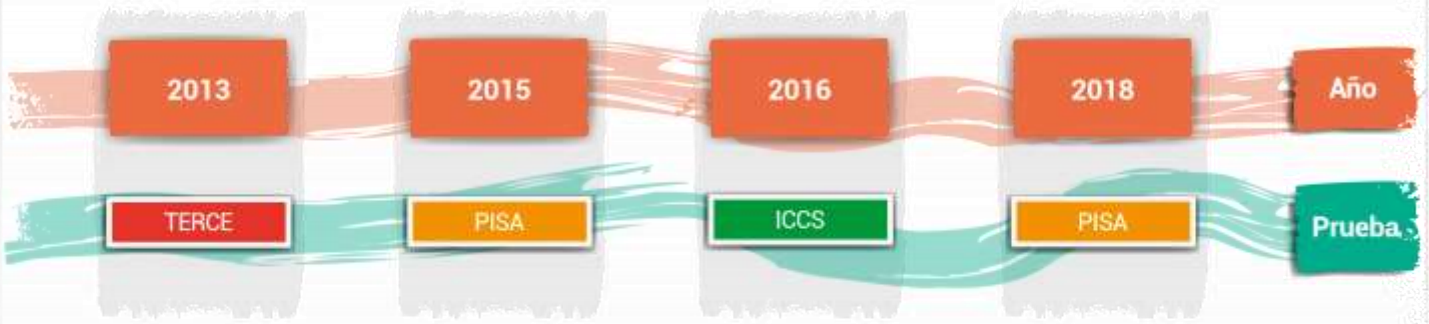 2013 2015 2016 2018 Año
TERCE PISA ICCS PISA Prueba